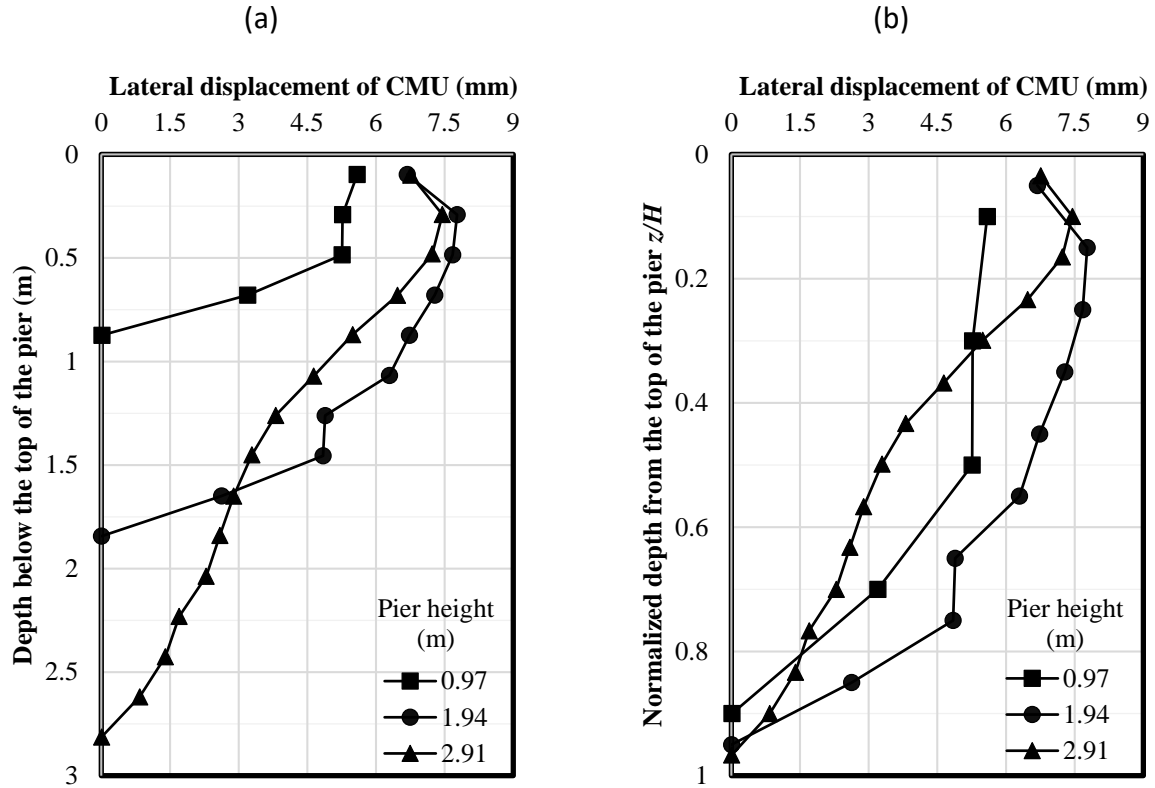 (a)
Lateral displacement of CMU (mm)
0 1.5 3 4.5 6 7.5 9
0
0.5
1
1.5
2
2.5
3
Depth below the top of the pier (m)
Pier height
(m)
0.97
1.94
2.91
(b)
Lateral displacement of CMU (mm)
0 1.5 3 4.5 6 7.5 9
0
0.2
0.4
0.6
0.8
1
Normalized depth from the top of the pier z/H
Pier height
(m)
0.97
1.94
2.91